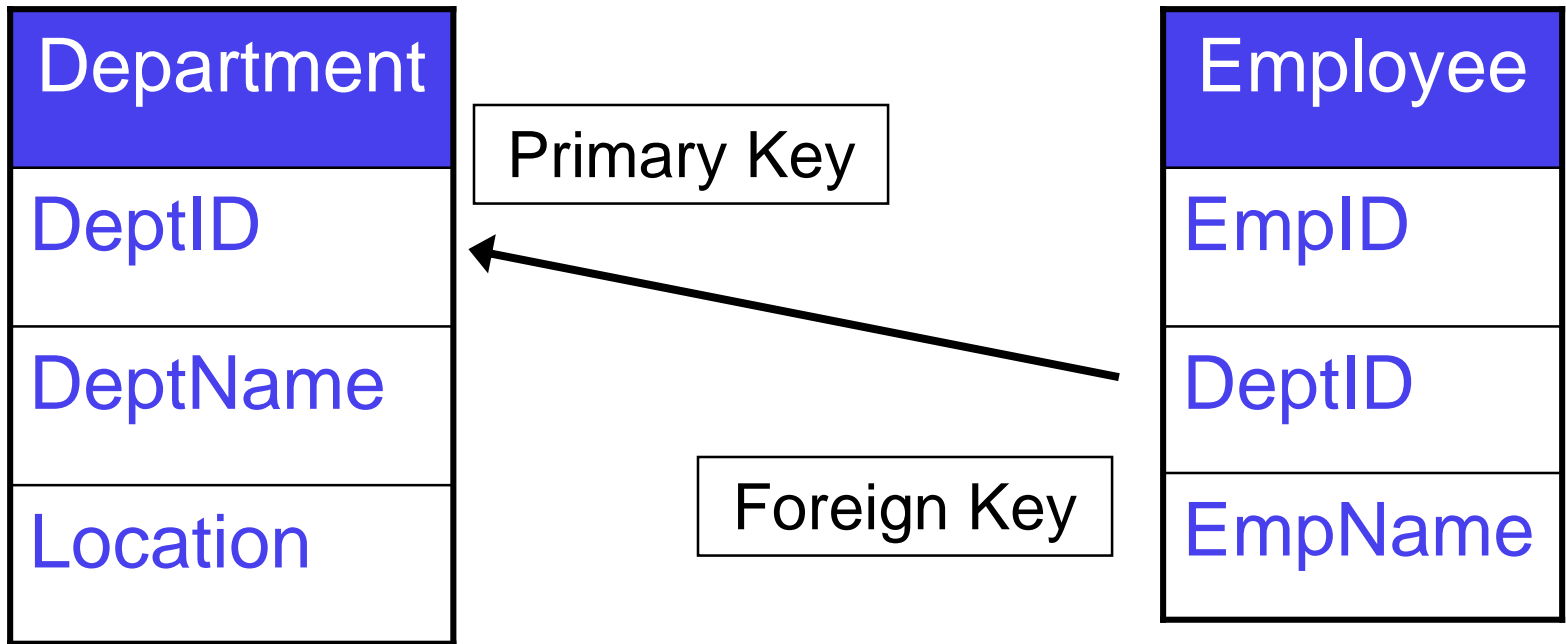 Department
DeptID
DeptName
Location
Primary Key
Foreign Key
Employee
EmpID
DeptID
EmpName